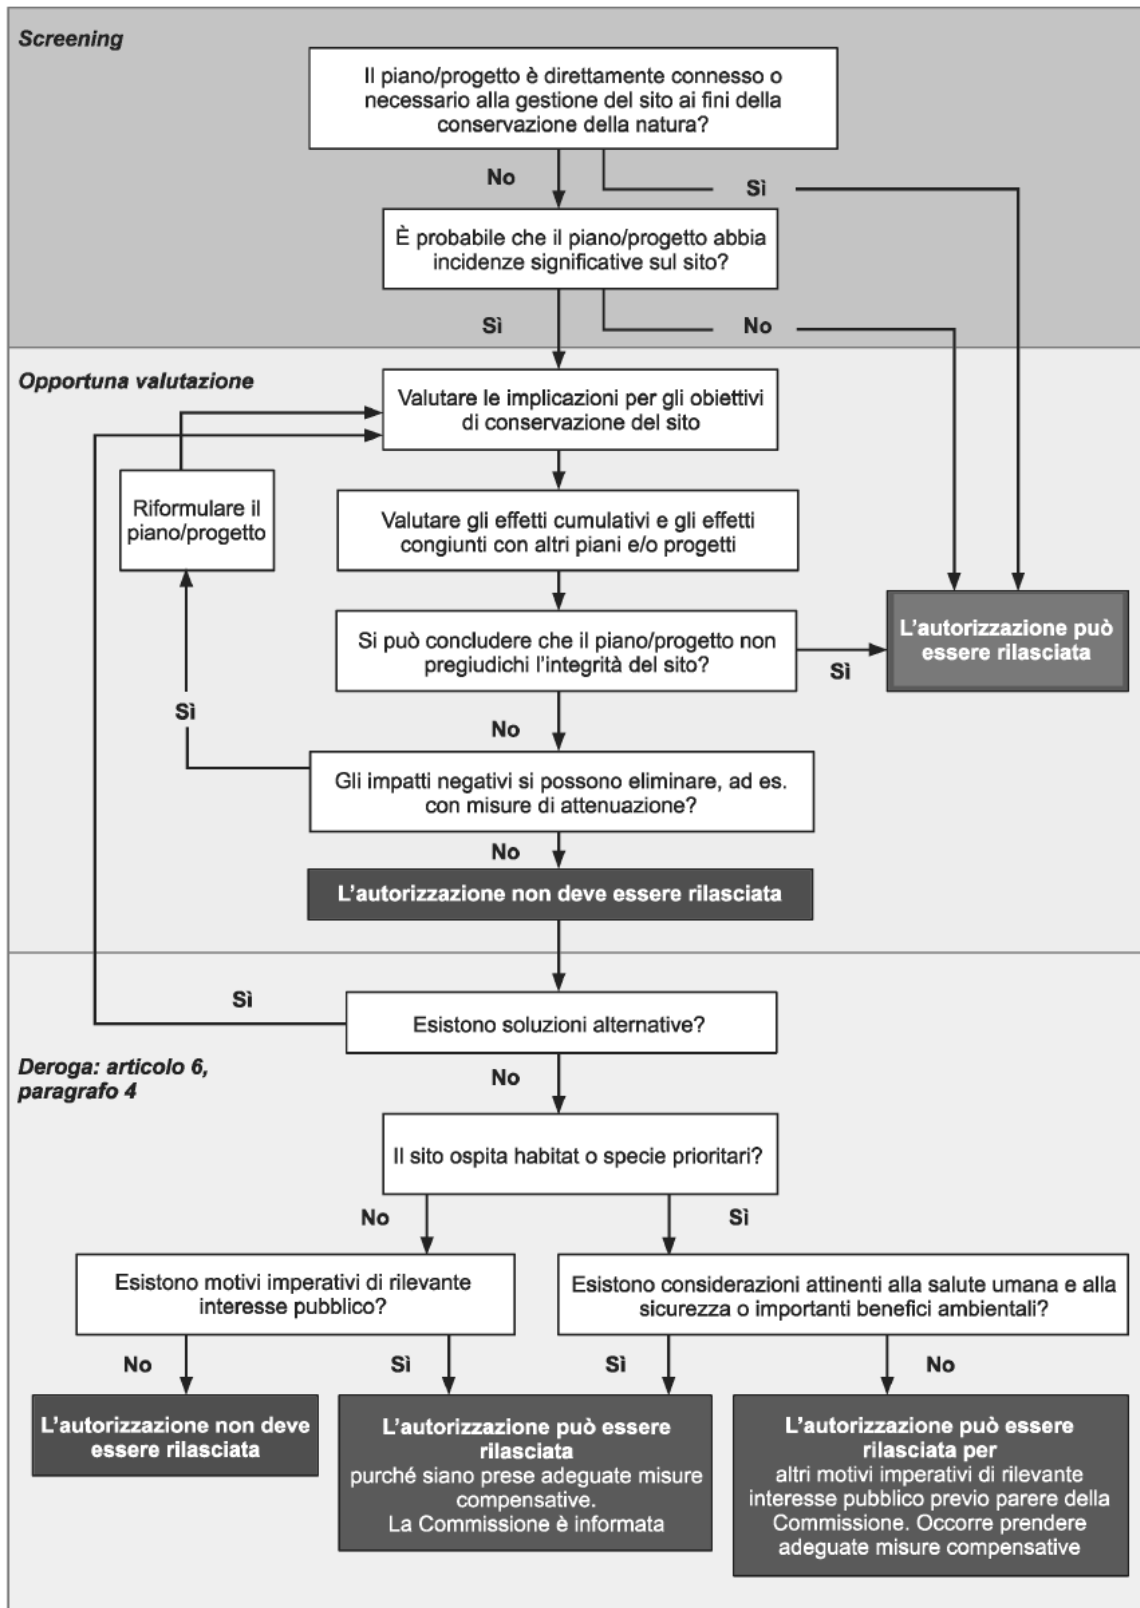 Screening
Il piano/progetto è direttamente connesso o
necessario alla gestione del sito ai fini della
conservazione della natura?
No
Sì
È probabile che il piano/progetto abbia
incidenze significative sul sito?
Sì
No
Opportuna valutazione
Valutare le implicazioni per gli obiettivi
di conservazione del sito
Riformulare il
piano/progetto
Valutare gli effetti cumulativi e gli effetti
congiunti con altri piani e/o progetti
Si può concludere che il piano/progetto non
pregiudichi l'integrità del sito?
Sì
L'autorizzazione può
essere rilasciata
Sì
No
Gli impatti negativi si possono eliminare, ad es.
con misure di attenuazione?
No
L'autorizzazione non deve essere rilasciata
Sì
Esistono soluzioni alternative?
Deroga: articolo 6,
paragrafo 4
No
Il sito ospita habitat o specie prioritari?
No
Sì
Esistono motivi imperativi di rilevante
interesse pubblico?
Esistono considerazioni attinenti alla salute umana e alla
sicurezza o importanti benefici ambientali?
No
Sì
Sì
No
L'autorizzazione non deve
essere rilasciata
L'autorizzazione può essere
rilasciata
purché siano prese adeguate misure
compensative.
La Commissione è informata
L'autorizzazione può essere
rilasciata per
altri motivi imperativi di rilevante
interesse pubblico previo parere della
Commissione. Occorre prendere
adeguate misure compensative